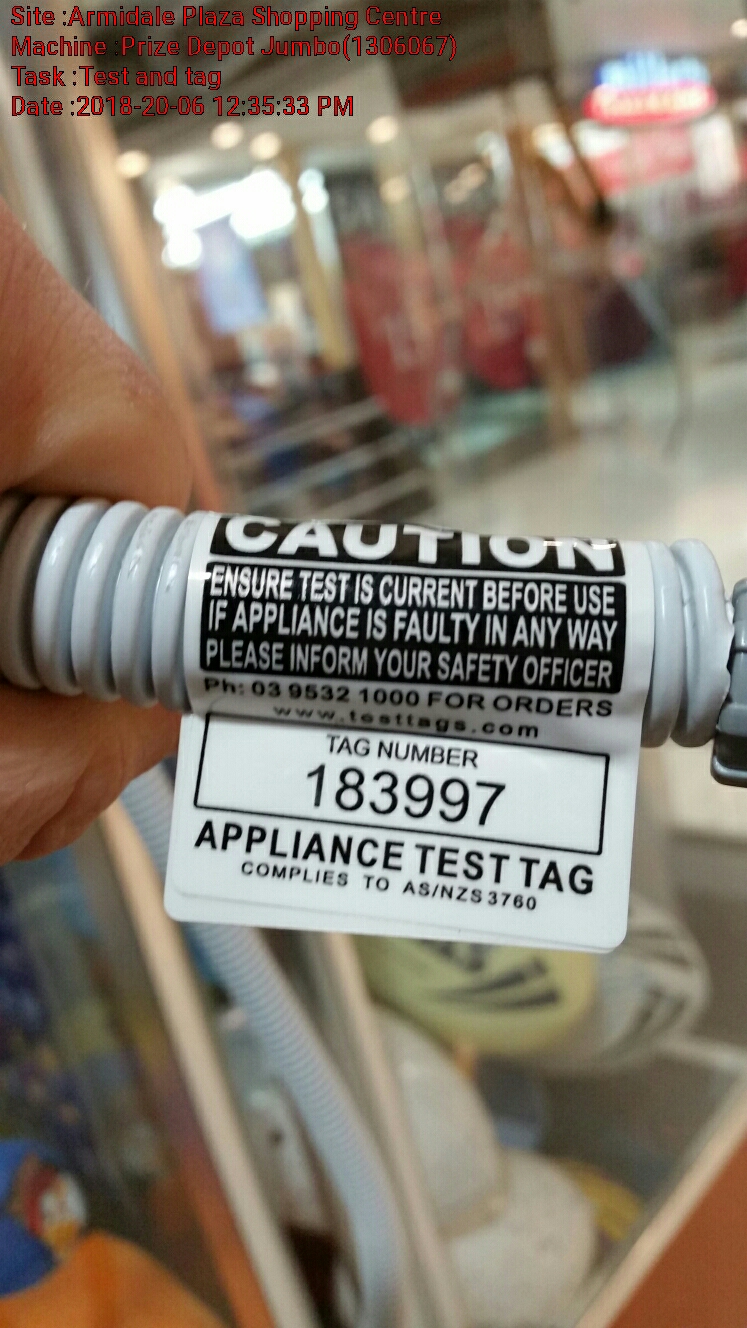 Site :Armidale Plaza Shopping Centre
Machine :Prize Depot Jumbo(1306067)
Task :Test and tag
Date :2018-20-06 12:35:33 PM
CAUTION
ENSURE TEST IS CURRENT BEFORE USE
IF APPLIANCE IS FAULTY IN ANY WAY
PLEASE INFORM YOUR SAFETY OFFICER
Ph: 03 9532 1000 FOR ORDERS
www.testtags.com
TAG NUMBER
183997
APPLIANCE TEST TAG
COMPLIES TO AS/NZS 3760